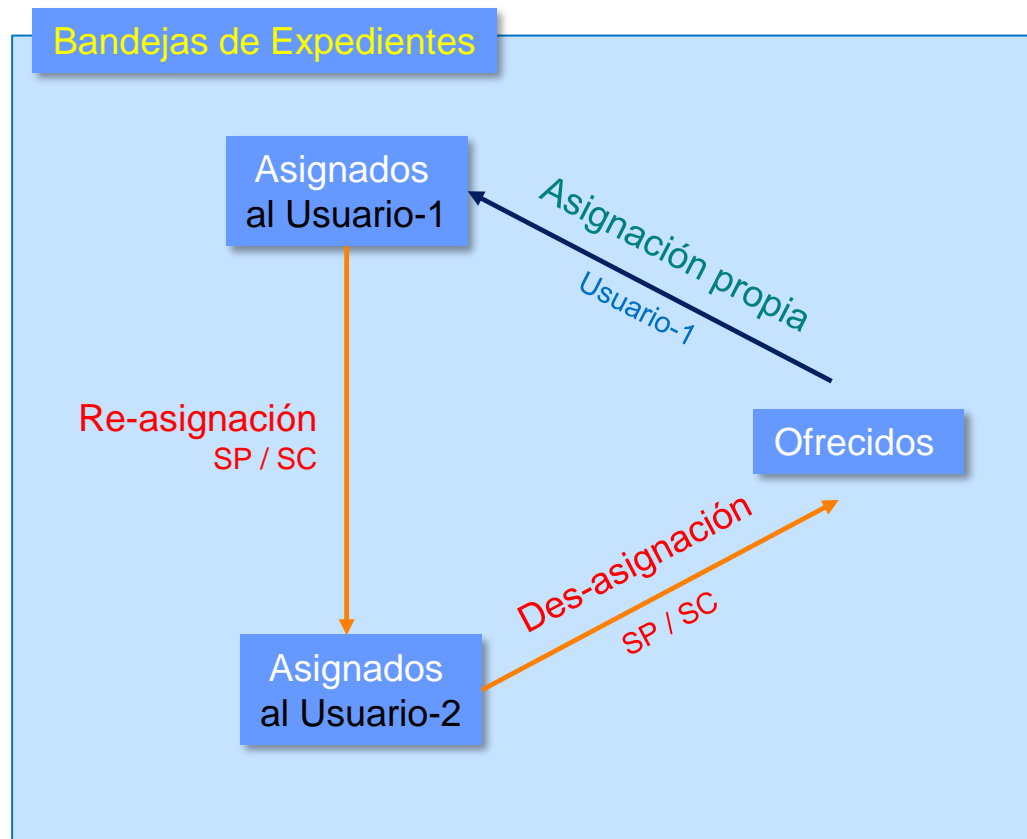 Bandejas de Expedientes
Asignados
al Usuario-1
Asignación propia
Usuario-1
Re-asignación
SP / SC
Ofrecidos
Des-asignación
SP / SC
Asignados
al Usuario-2